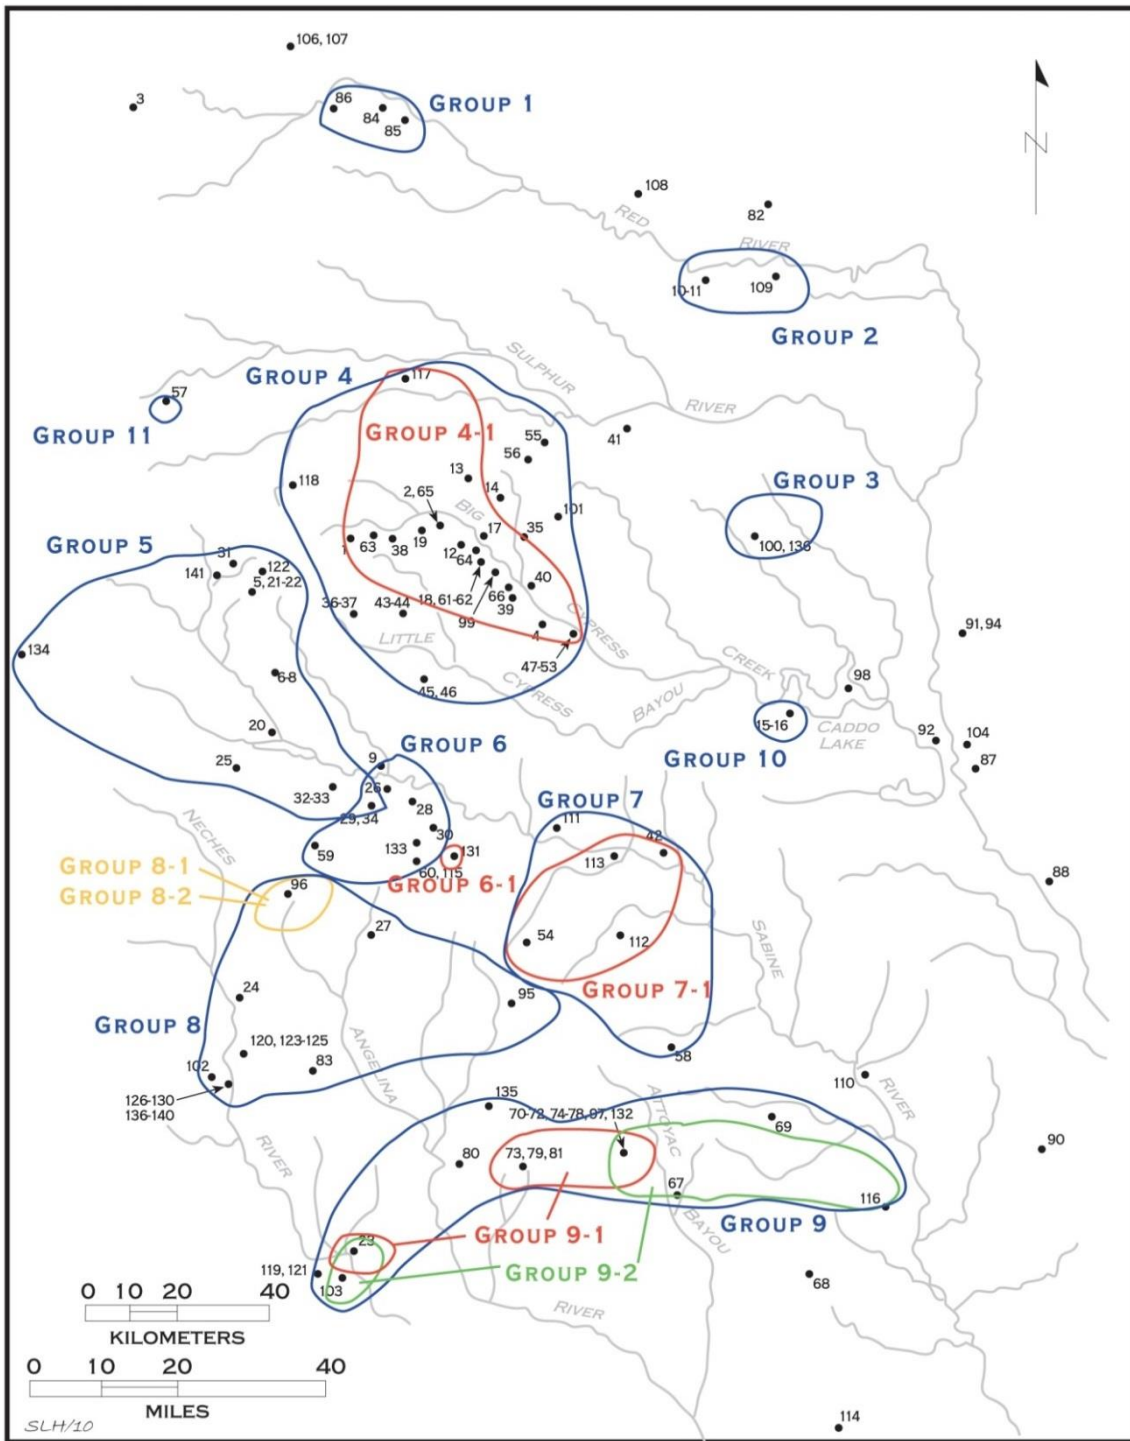 106, 107
3
86
84
85
GROUP 1
108
82
RED
RIVER
10-11
109
GROUP 2
GROUP 4
117
SULPHUR
RIVER
57
GROUP 11
GROUP 4-1
55
56
41
13
14
118
2, 65
BIG
GROUP 3
101
100, 136
1
63
38
19
12
64
17
35
GROUP 5
31
141
122
5, 21-22
18, 61-62
99
66
39
40
36-37
43-44
4
47-53
LITTLE
CYPRESS
CYPRESS
BAYOU
CREEK
134
6-8
45, 46
91, 94
98
15-16
CADDO
LAKE
92
104
87
GROUP 10
20
25
32-33
9
GROUP 6
26
28
29, 34
30
59
133
60, 115
131
GROUP 6-1
NECHES
GROUP 7
111
113
42
54
112
GROUP 7-1
88
SABINE
GROUP 8-1
GROUP 8-2
96
27
24
95
GROUP 8
120, 123-125
102
83
126-130
136-140
ANGELINA
58
110
RIVER
135
70-72, 74-78, 97, 132
ATTOYAC
69
90
80
73, 79, 81
67
116
BAYOU
GROUP 9
RIVER
GROUP 9-1
23
GROUP 9-2
119, 121
103
68
RIVER
0 10 20 40
KILOMETERS
0 10 20 40
MILES
SLH/10
114
N